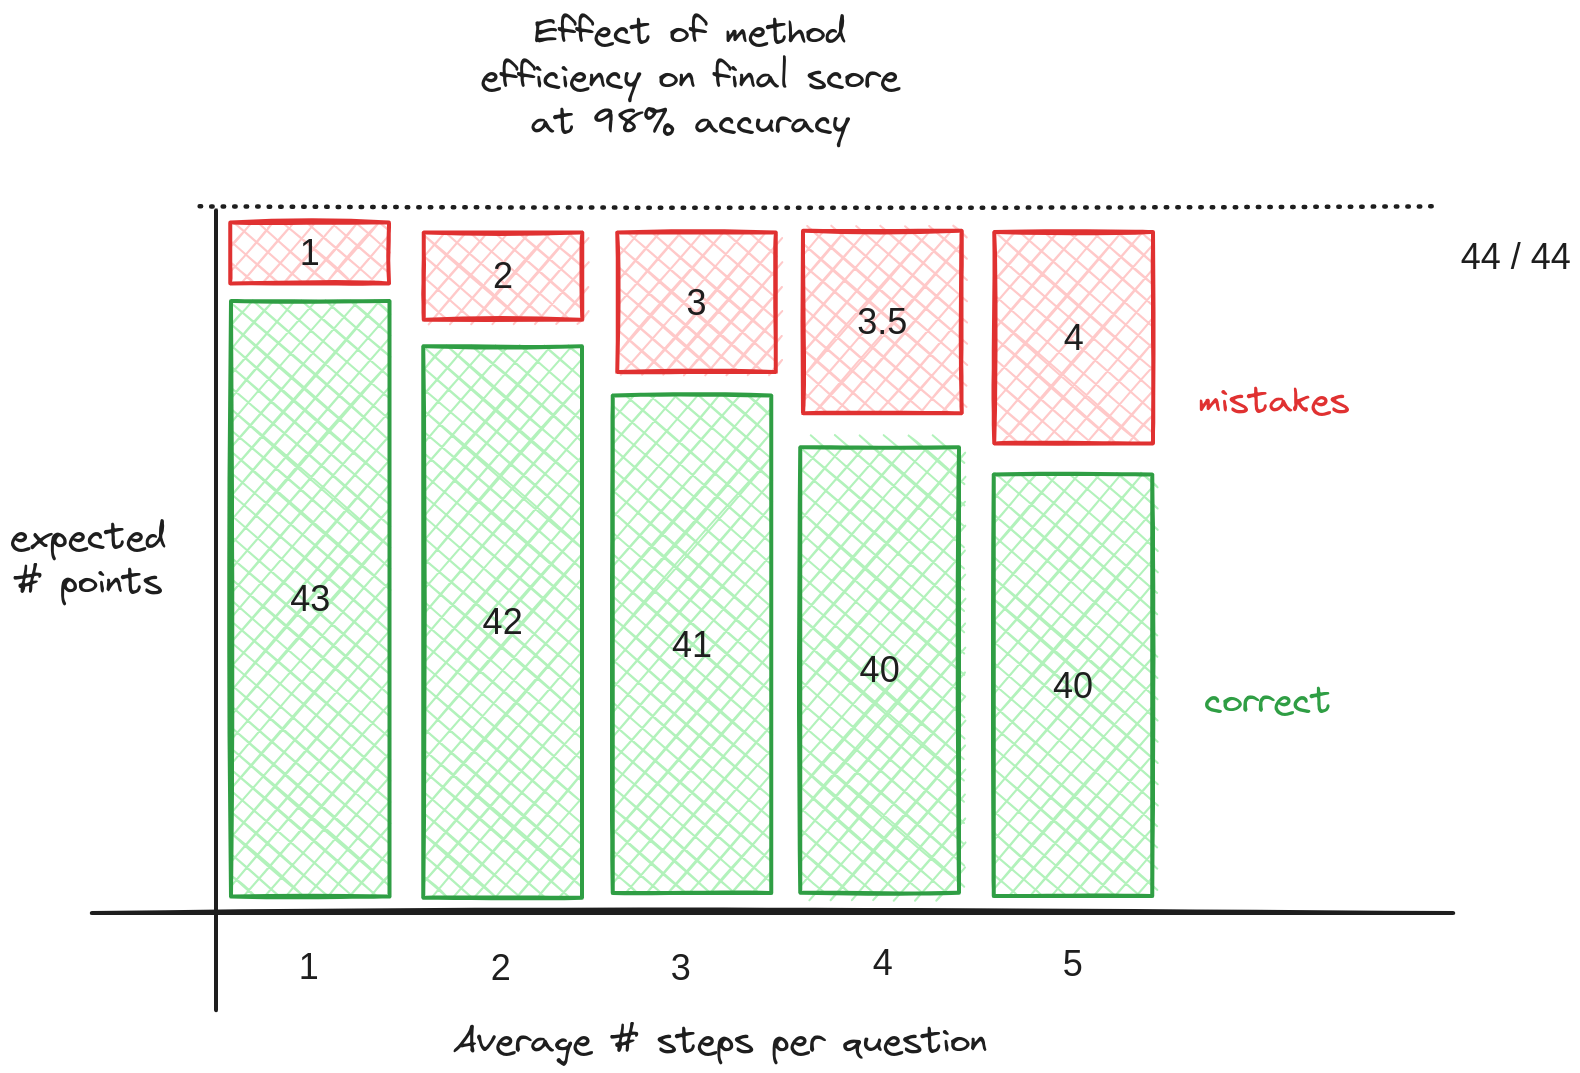 Effect of method
efficiency on final score
at 98% accuracy
44 / 44
1
2
3
3.5
4
mistakes
expected
# points
43
42
41
40
40
correct
1
2
3
4
5
Average # steps per question